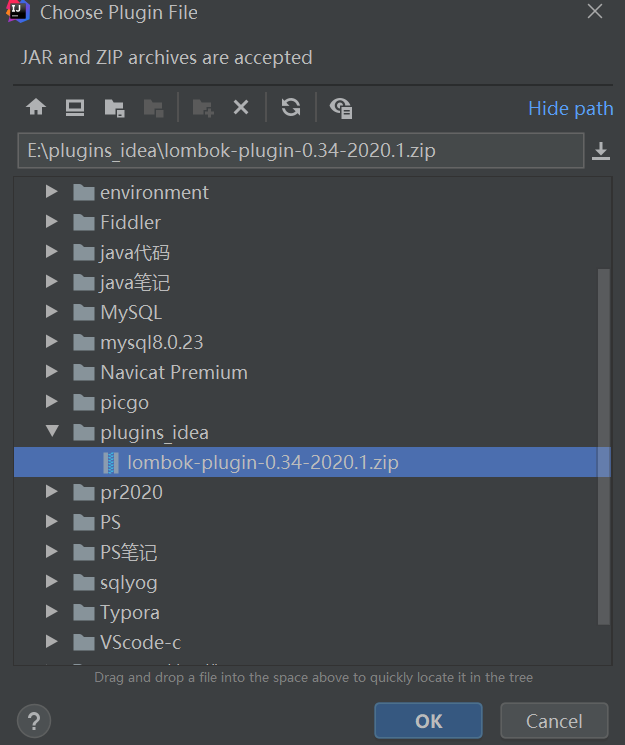 Choose Plugin File
JAR and ZIP archives are accepted
Hide path
E:\plugins_idea\lombok-plugin-0.34-2020.1.zip
environment
Fiddler
java代码
java笔记
MySQL
mysql8.0.23
Navicat Premium
picgo
plugins_idea
lombok-plugin-0.34-2020.1.zip
pr2020
PS
PS笔记
sqlyog
Typora
VScode-c
Drag and drop a file into the space above to quickly locate it in the tree
?
OK
Cancel